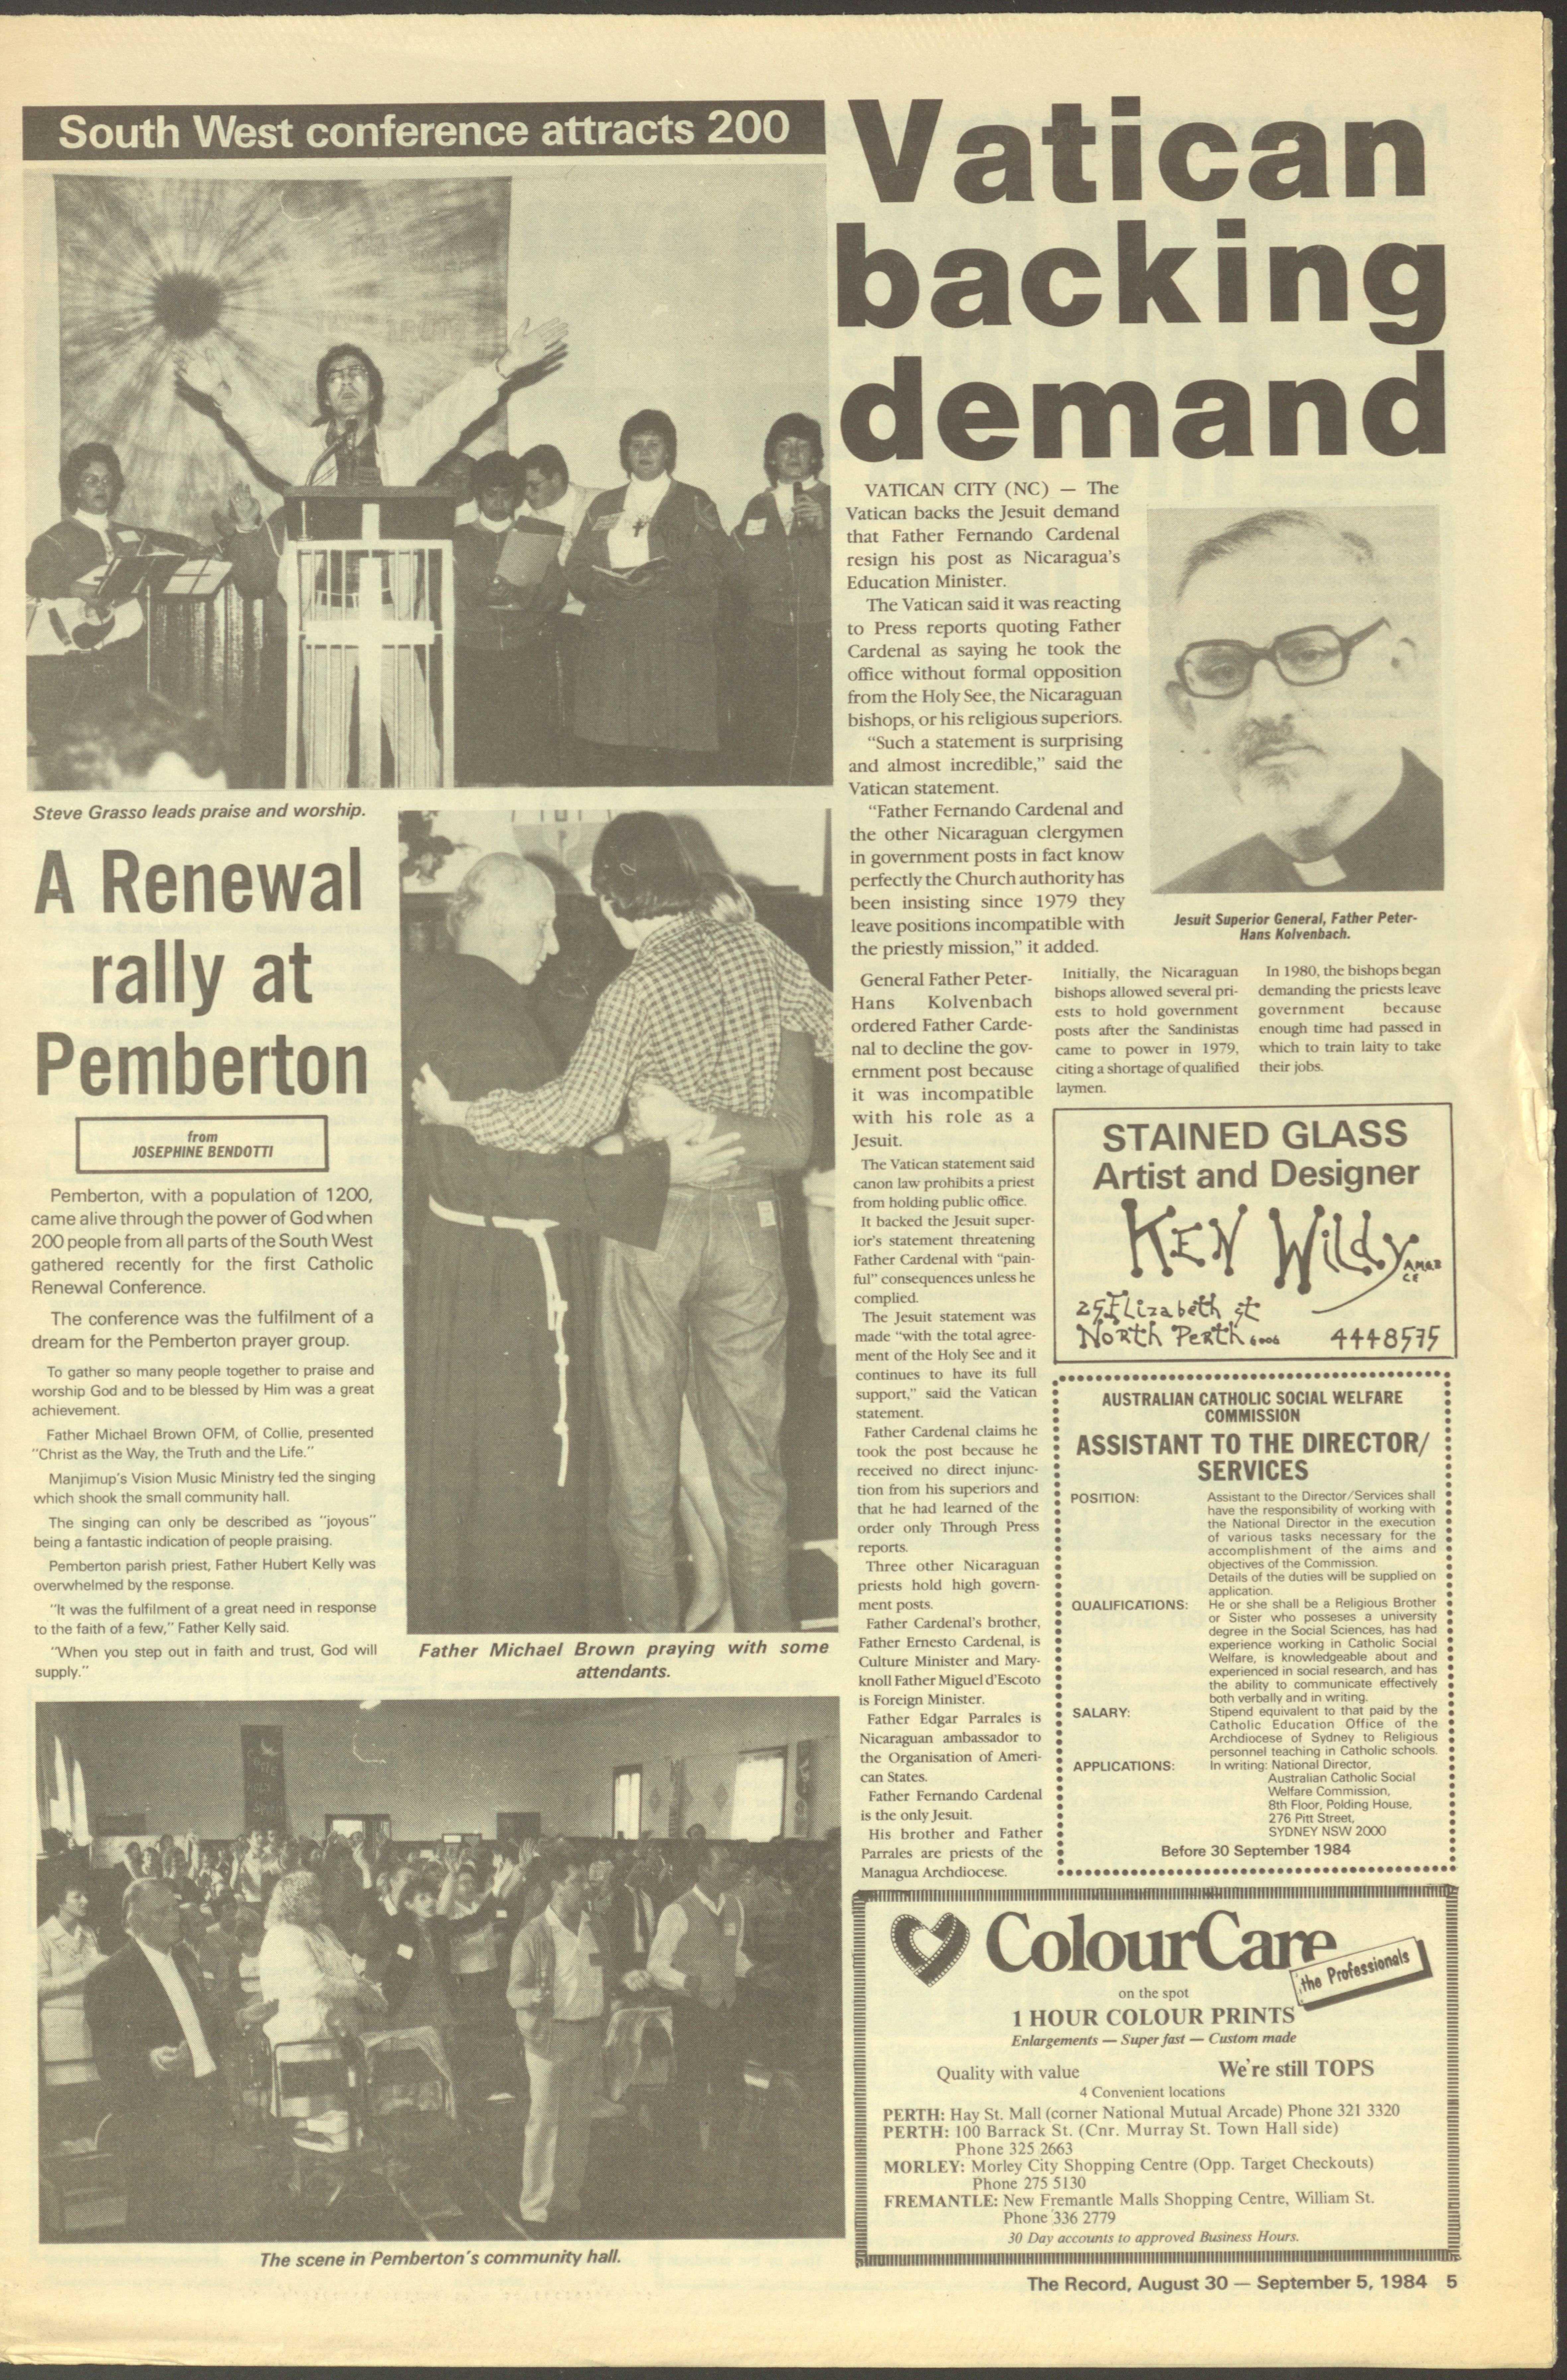 South West conference attracts 200
Steve Grasso leads praise and worship.
A Renewal
rally at
Pemberton
from
JOSEPHINE BENDOTTI
Pemberton, with a population of 1200,
came alive through the power of God when
200 people from all parts of the South West
gathered recently for the first Catholic
Renewal Conference.
The conference was the fulfilment of a
dream for the Pemberton prayer group.
To gather so many people together to praise and
worship God and to be blessed by Him was a great
achievement.
Father Michael Brown OFM, of Collie, presented
"Christ as the Way, the Truth and the Life."
Manjimup's Vision Music Ministry led the singing
which shook the small community hall.
The singing can only be described as "joyous"
being a fantastic indication of people praising.
Pemberton parish priest, Father Hubert Kelly was
overwhelmed by the response.
"It was the fulfilment of a great need in response
to the faith of a few," Father Kelly said.
"When you step out in faith and trust, God will
supply."
Father Michael Brown praying with some
attendants.
The scene in Pemberton's community hall.
Vatican
backing
demand
VATICAN CITY (NC) — The
Vatican backs the Jesuit demand
that Father Fernando Cardenal
resign his post as Nicaragua's
Education Minister.
The Vatican said it was reacting
to Press reports quoting Father
Cardenal as saying he took the
office without formal opposition
from the Holy See, the Nicaraguan
bishops, or his religious superiors.
"Such a statement is surprising
and almost incredible," said the
Vatican statement.
"Father Fernando Cardenal and
the other Nicaraguan clergymen
in government posts in fact know
perfectly the Church authority has
been insisting since 1979 they
leave positions incompatible with
the priestly mission," it added.
Jesuit Superior General, Father Peter-
Hans Kolvenbach.
General Father Peter-
Hans Kolvenbach
ordered Father Carde-
nal to decline the gov-
ernment post because
it was incompatible
with his role as a
Jesuit.
The Vatican statement said
canon law prohibits a priest
from holding public office.
It backed the Jesuit super-
ior's statement threatening
Father Cardenal with "pain-
ful" consequences unless he
complied.
The Jesuit statement was
made "with the total agree-
ment of the Holy See and it
continues to have its full
support," said the Vatican
statement.
Father Cardenal claims he
took the post because he
received no direct injunc-
tion from his superiors and
that he had learned of the
order only Through Press
reports.
Three other Nicaraguan
priests hold high govern-
ment posts.
Father Cardenal's brother,
Father Ernesto Cardenal, is
Culture Minister and Mary-
knoll Father Miguel d'Escoto
is Foreign Minister.
Father Edgar Parrales is
Nicaraguan ambassador to
the Organisation of Ameri-
can States.
Father Fernando Cardenal
is the only Jesuit.
His brother and Father
Parrales are priests of the
Managua Archdiocese.
Initially, the Nicaraguan
bishops allowed several pri-
ests to hold government
posts after the Sandinistas
came to power in 1979,
citing a shortage of qualified
laymen.
In 1980, the bishops began
demanding the priests leave
government because
enough time had passed in
which to train laity to take
their jobs.
STAINED GLASS
Artist and Designer
KEN Wildy
25 Elizabeth st
North Perth 6006 4448575
AUSTRALIAN CATHOLIC SOCIAL WELFARE
COMMISSION
ASSISTANT TO THE DIRECTOR/
SERVICES
POSITION: Assistant to the Director/Services shall
have the responsibility of working with
the National Director in the execution
of various tasks necessary for the
accomplishment of the aims and
objectives of the Commission.
Details of the duties will be supplied on
application.
QUALIFICATIONS: He or she shall be a Religious Brother
or Sister who posseses a university
degree in the Social Sciences, has had
experience working in Catholic Social
Welfare, is knowledgeable about and
experienced in social research, and has
the ability to communicate effectively
both verbally and in writing.
SALARY: Stipend equivalent to that paid by the
Catholic Education Office of the
Archdiocese of Sydney to Religious
personnel teaching in Catholic schools.
APPLICATIONS: In writing: National Director,
Australian Catholic Social
Welfare Commission,
8th Floor, Polding House,
276 Pitt Street,
SYDNEY NSW 2000
Before 30 September 1984
ColourCare
the Professionals
on the spot
1 HOUR COLOUR PRINTS
Enlargements — Super fast — Custom made
Quality with value We're still TOPS
4 Convenient locations
PERTH: Hay St. Mall (corner National Mutual Arcade) Phone 321 3320
PERTH: 100 Barrack St. (Cnr. Murray St. Town Hall side)
Phone 325 2663
MORLEY: Morley City Shopping Centre (Opp. Target Checkouts)
Phone 275 5130
FREMANTLE: New Fremantle Malls Shopping Centre, William St.
Phone 336 2779
30 Day accounts to approved Business Hours.
The Record, August 30 — September 5, 1984 5